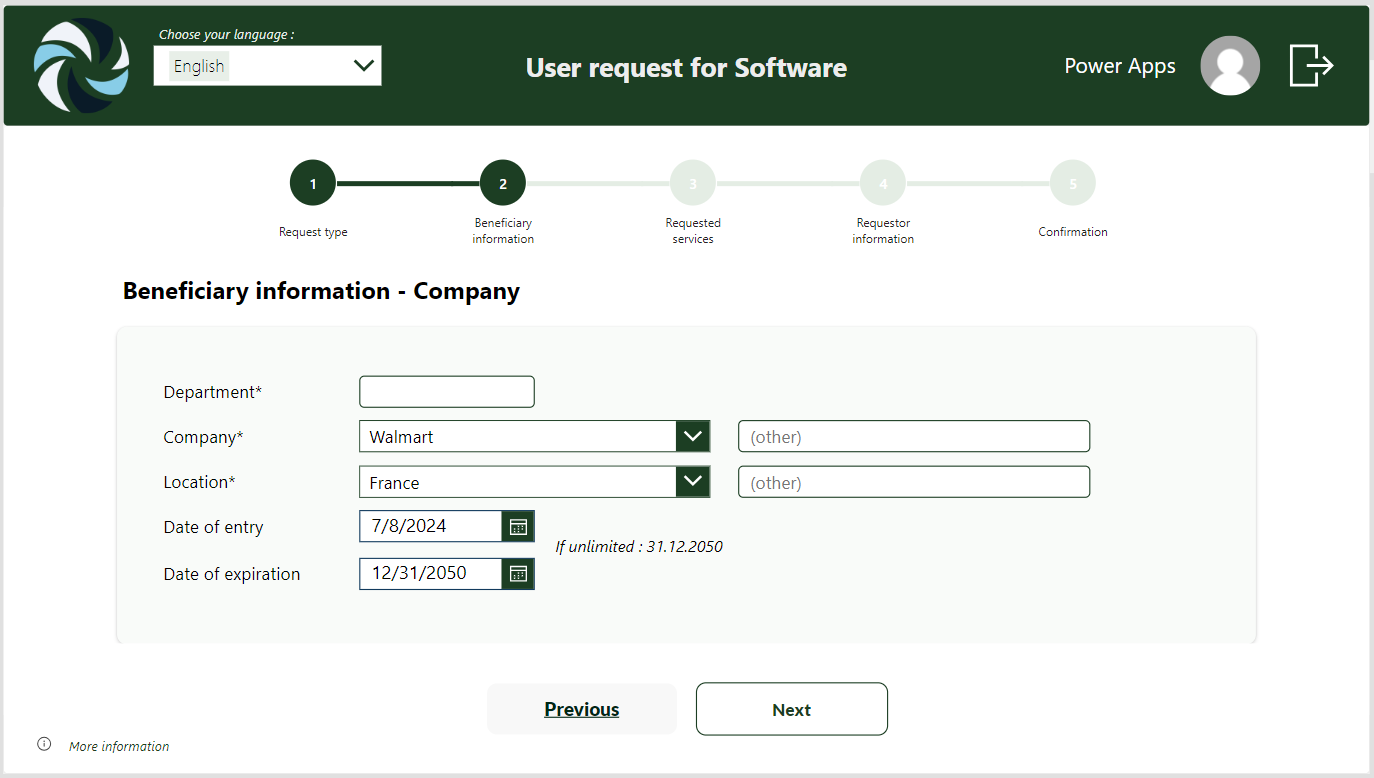 Choose your language :
English
User request for Software
Power Apps
1
2
3
4
5
Request type
Beneficiary
information
Requested
services
Requestor
information
Confirmation
Beneficiary information - Company
Department*
Company*
Walmart
(other)
Location*
France
(other)
Date of entry
7/8/2024
If unlimited : 31.12.2050
Date of expiration
12/31/2050
Previous
Next
More information